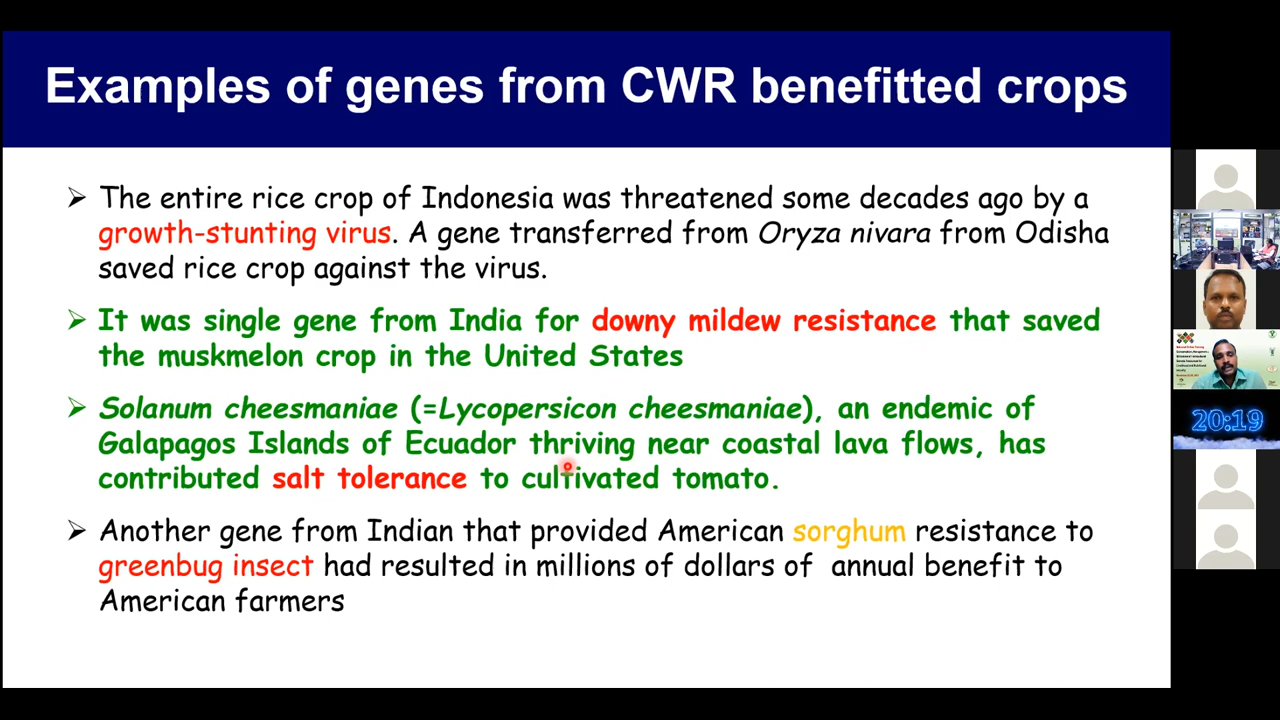 Examples of genes from CWR benefitted crops
➢ The entire rice crop of Indonesia was threatened some decades ago by a
growth-stunting virus. A gene transferred from Oryza nivara from Odisha
saved rice crop against the virus.
➢ It was single gene from India for downy mildew resistance that saved
the muskmelon crop in the United States
➢ Solanum cheesmaniae (=Lycopersicon cheesmaniae), an endemic of
Galapagos Islands of Ecuador thriving near coastal lava flows, has
contributed salt tolerance to cultivated tomato.
➢ Another gene from Indian that provided American sorghum resistance to
greenbug insect had resulted in millions of dollars of annual benefit to
American farmers
20:19